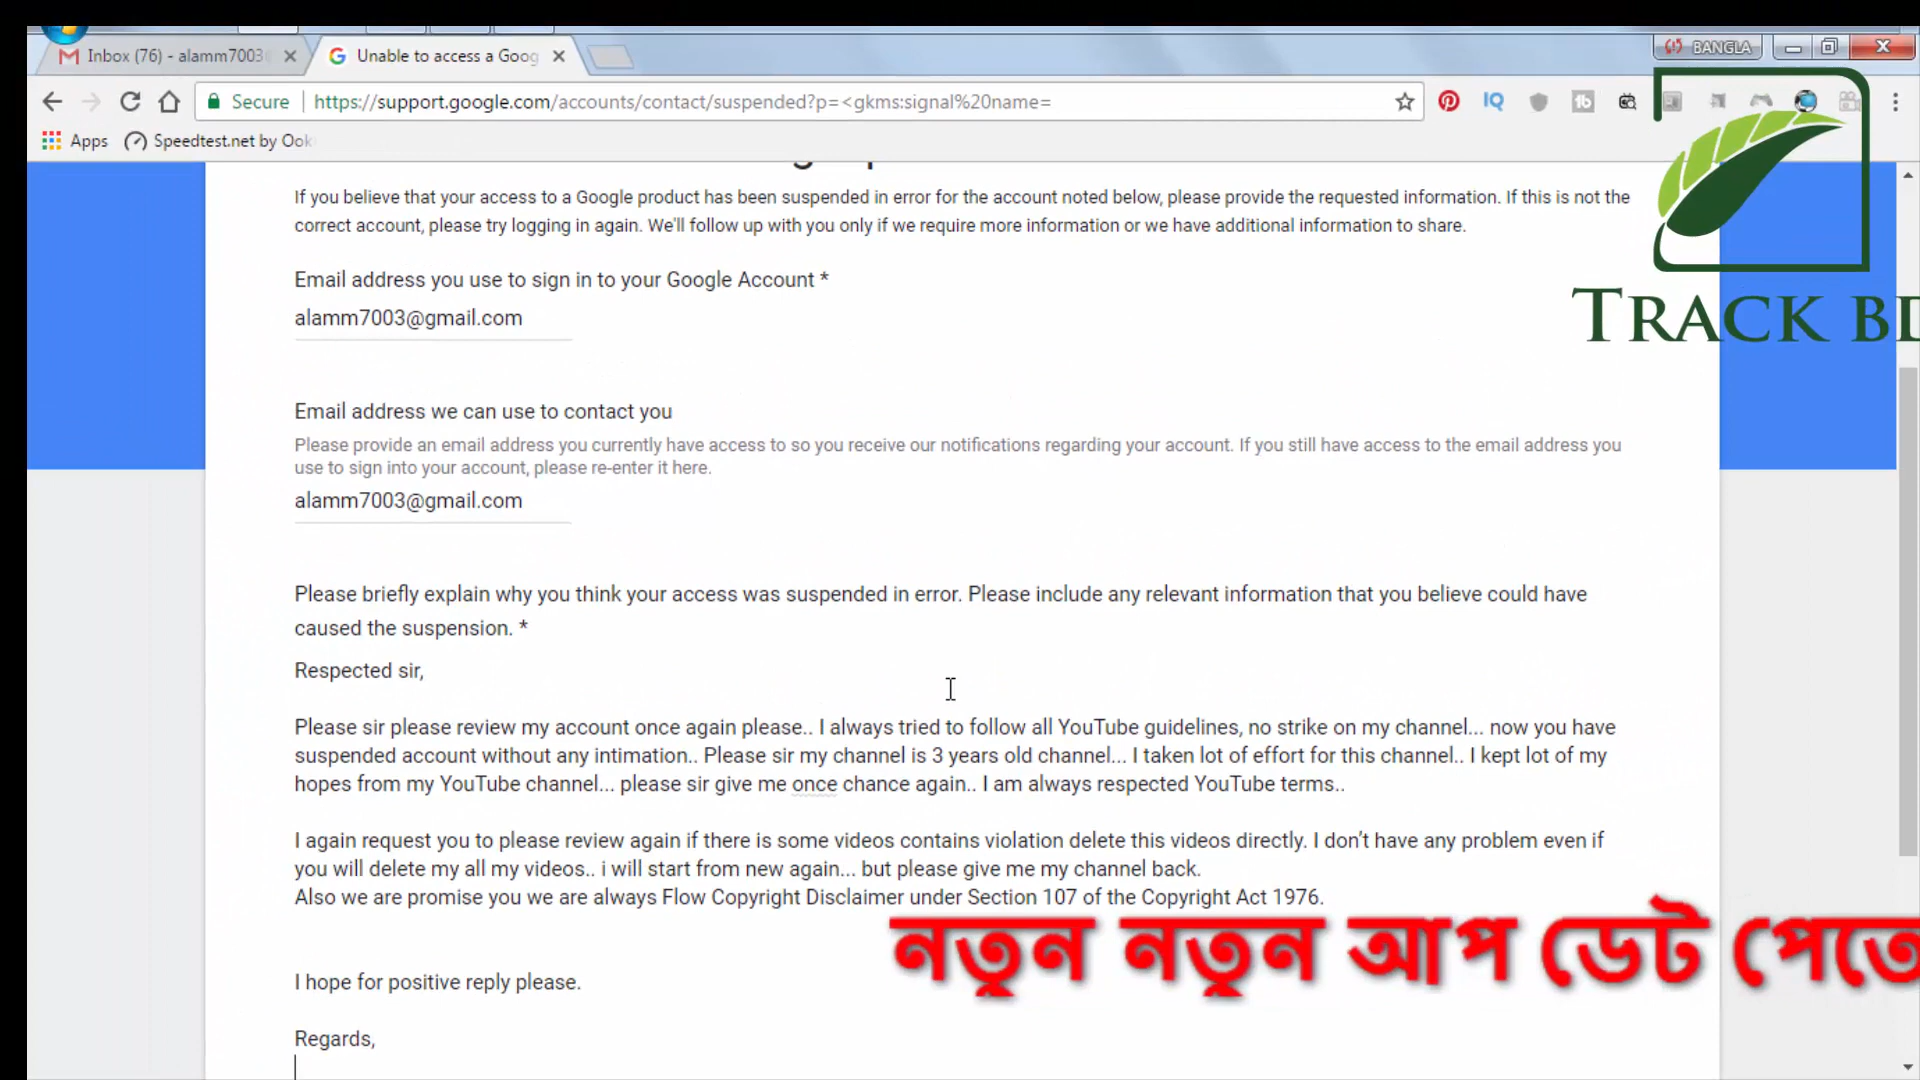 Inbox (76) - alamm7003
Unable to access a Goog
BANGLA
Secure
https://support.google.com/accounts/contact/suspended?p=<gkms:signal%20name=
IQ
Apps
Speedtest.net by Ook
If you believe that your access to a Google product has been suspended in error for the account noted below, please provide the requested information. If this is not the
correct account, please try logging in again. We'll follow up with you only if we require more information or we have additional information to share.
TRACK BD
Email address you use to sign in to your Google Account *
alamm7003@gmail.com
Email address we can use to contact you
Please provide an email address you currently have access to so you receive our notifications regarding your account. If you still have access to the email address you
use to sign into your account, please re-enter it here.
alamm7003@gmail.com
Please briefly explain why you think your access was suspended in error. Please include any relevant information that you believe could have
caused the suspension. *
Respected sir,
Please sir please review my account once again please.. I always tried to follow all YouTube guidelines, no strike on my channel... now you have
suspended account without any intimation.. Please sir my channel is 3 years old channel... I taken lot of effort for this channel.. I kept lot of my
hopes from my YouTube channel... please sir give me once chance again.. I am always respected YouTube terms..
I again request you to please review again if there is some videos contains violation delete this videos directly. I don’t have any problem even if
you will delete my all my videos.. i will start from new again... but please give me my channel back.
Also we are promise you we are always Flow Copyright Disclaimer under Section 107 of the Copyright Act 1976.
নতুন নতুন আপ ডেট পেতে
I hope for positive reply please.
Regards,